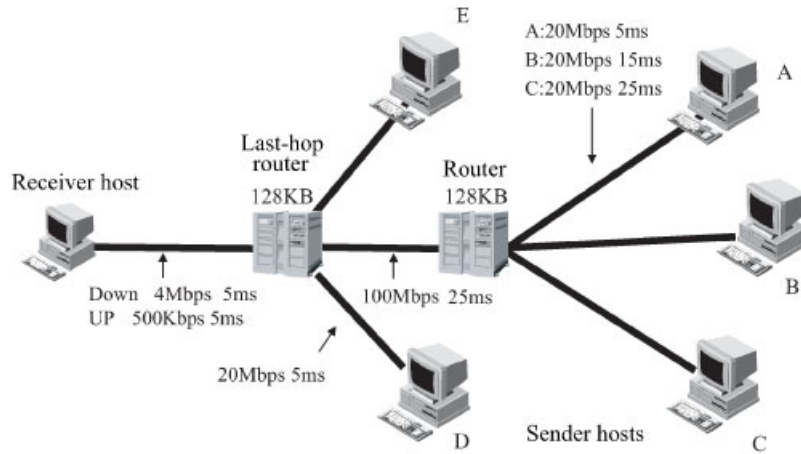 E
A:20Mbps 5ms
B:20Mbps 15ms
C:20Mbps 25ms
A
Last-hop
router
128KB
Router
128KB
Receiver host
Down 4Mbps 5ms
UP 500Kbps 5ms
100Mbps 25ms
B
20Mbps 5ms
D
Sender hosts
C